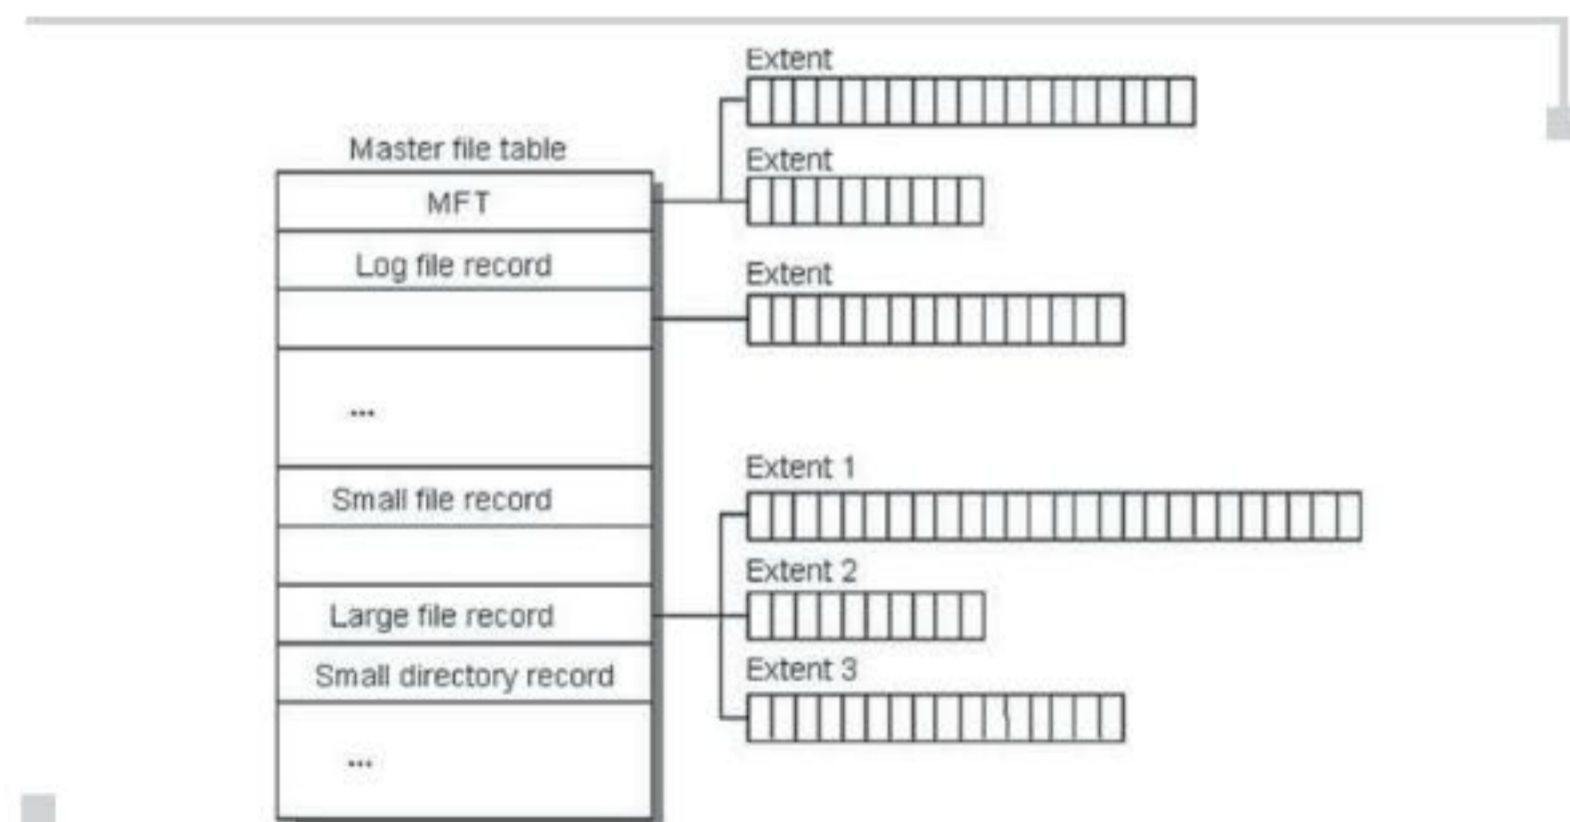 Extent
Master file table
Extent
MFT
Log file record
Extent
...
Extent 1
Small file record
Extent 2
Large file record
Extent 3
Small directory record
...